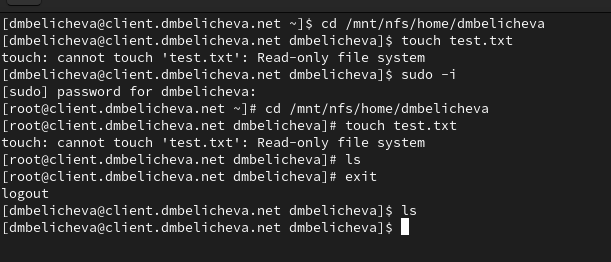 [dmbelicheva@client.dmbelicheva.net ~]$ cd /mnt/nfs/home/dmbelicheva
[dmbelicheva@client.dmbelicheva.net dmbelicheva]$ touch test.txt
touch: cannot touch 'test.txt': Read-only file system
[dmbelicheva@client.dmbelicheva.net dmbelicheva]$ sudo -i
[sudo] password for dmbelicheva:
[root@client.dmbelicheva.net ~]# cd /mnt/nfs/home/dmbelicheva
[root@client.dmbelicheva.net dmbelicheva]# touch test.txt
touch: cannot touch 'test.txt': Read-only file system
[root@client.dmbelicheva.net dmbelicheva]# ls
[root@client.dmbelicheva.net dmbelicheva]# exit
logout
[dmbelicheva@client.dmbelicheva.net dmbelicheva]$ ls
[dmbelicheva@client.dmbelicheva.net dmbelicheva]$